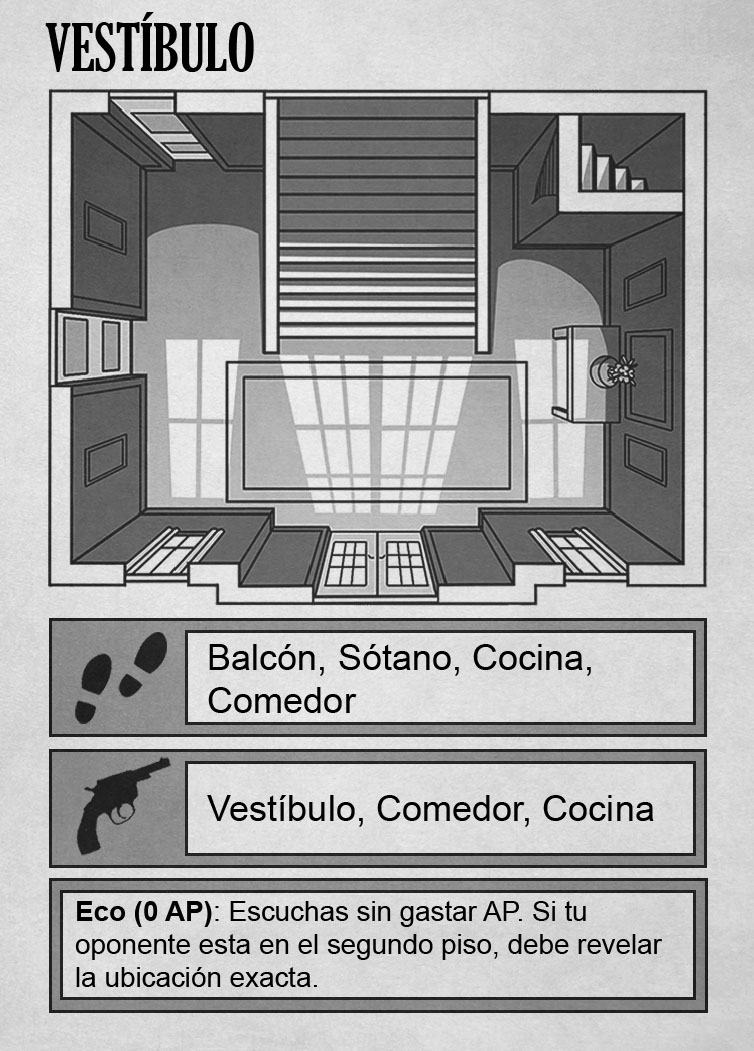 VESTÍBULO
Balcón, Sótano, Cocina,
Comedor
Vestíbulo, Comedor, Cocina
Eco (0 AP): Escuchas sin gastar AP. Si tu
oponente esta en el segundo piso, debe revelar
la ubicación exacta.